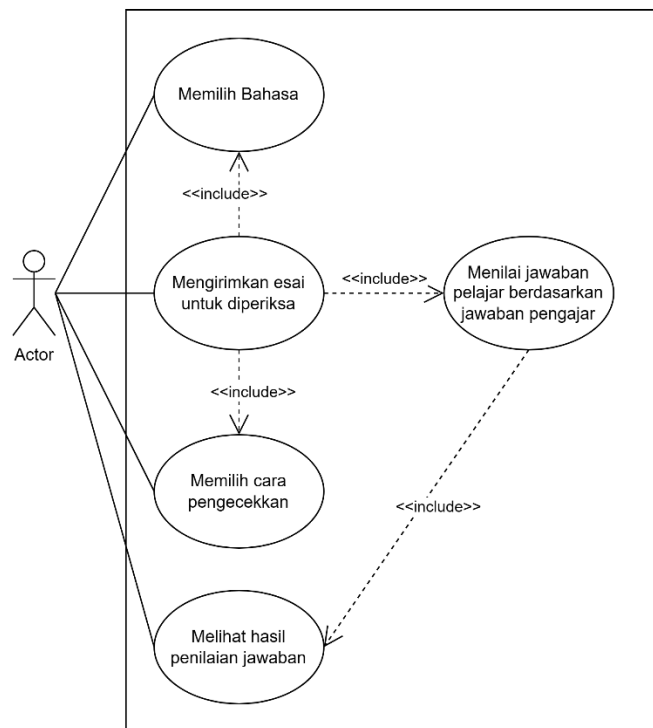 Memilih Bahasa
<<include>>
Mengirimkan esai
untuk diperiksa
<<include>>
Menilai jawaban
pelajar berdasarkan
jawaban pengajar
Actor
<<include>>
Memilih cara
pengecekkan
<<include>>
Melihat hasil
penilaian jawaban